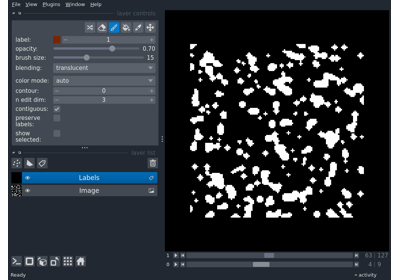 File View Plugins Window Help
layer controls
label: 1
opacity: 0.70
brush size: 15
blending: translucent
color mode: auto
contour: 0
n edit dim: 3
contiguous:
preserve
labels:
show
selected:
layer list
Labels
Image
1 63 127
0 4 9
Ready activity